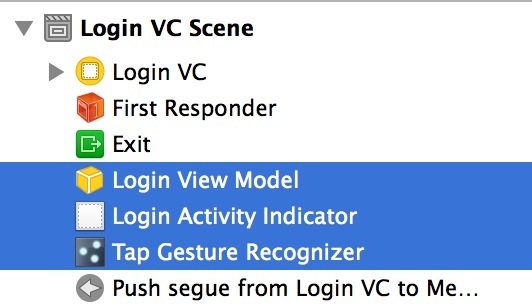 Login VC Scene
Login VC
First Responder
Exit
Login View Model
Login Activity Indicator
Tap Gesture Recognizer
Push segue from Login VC to Me...